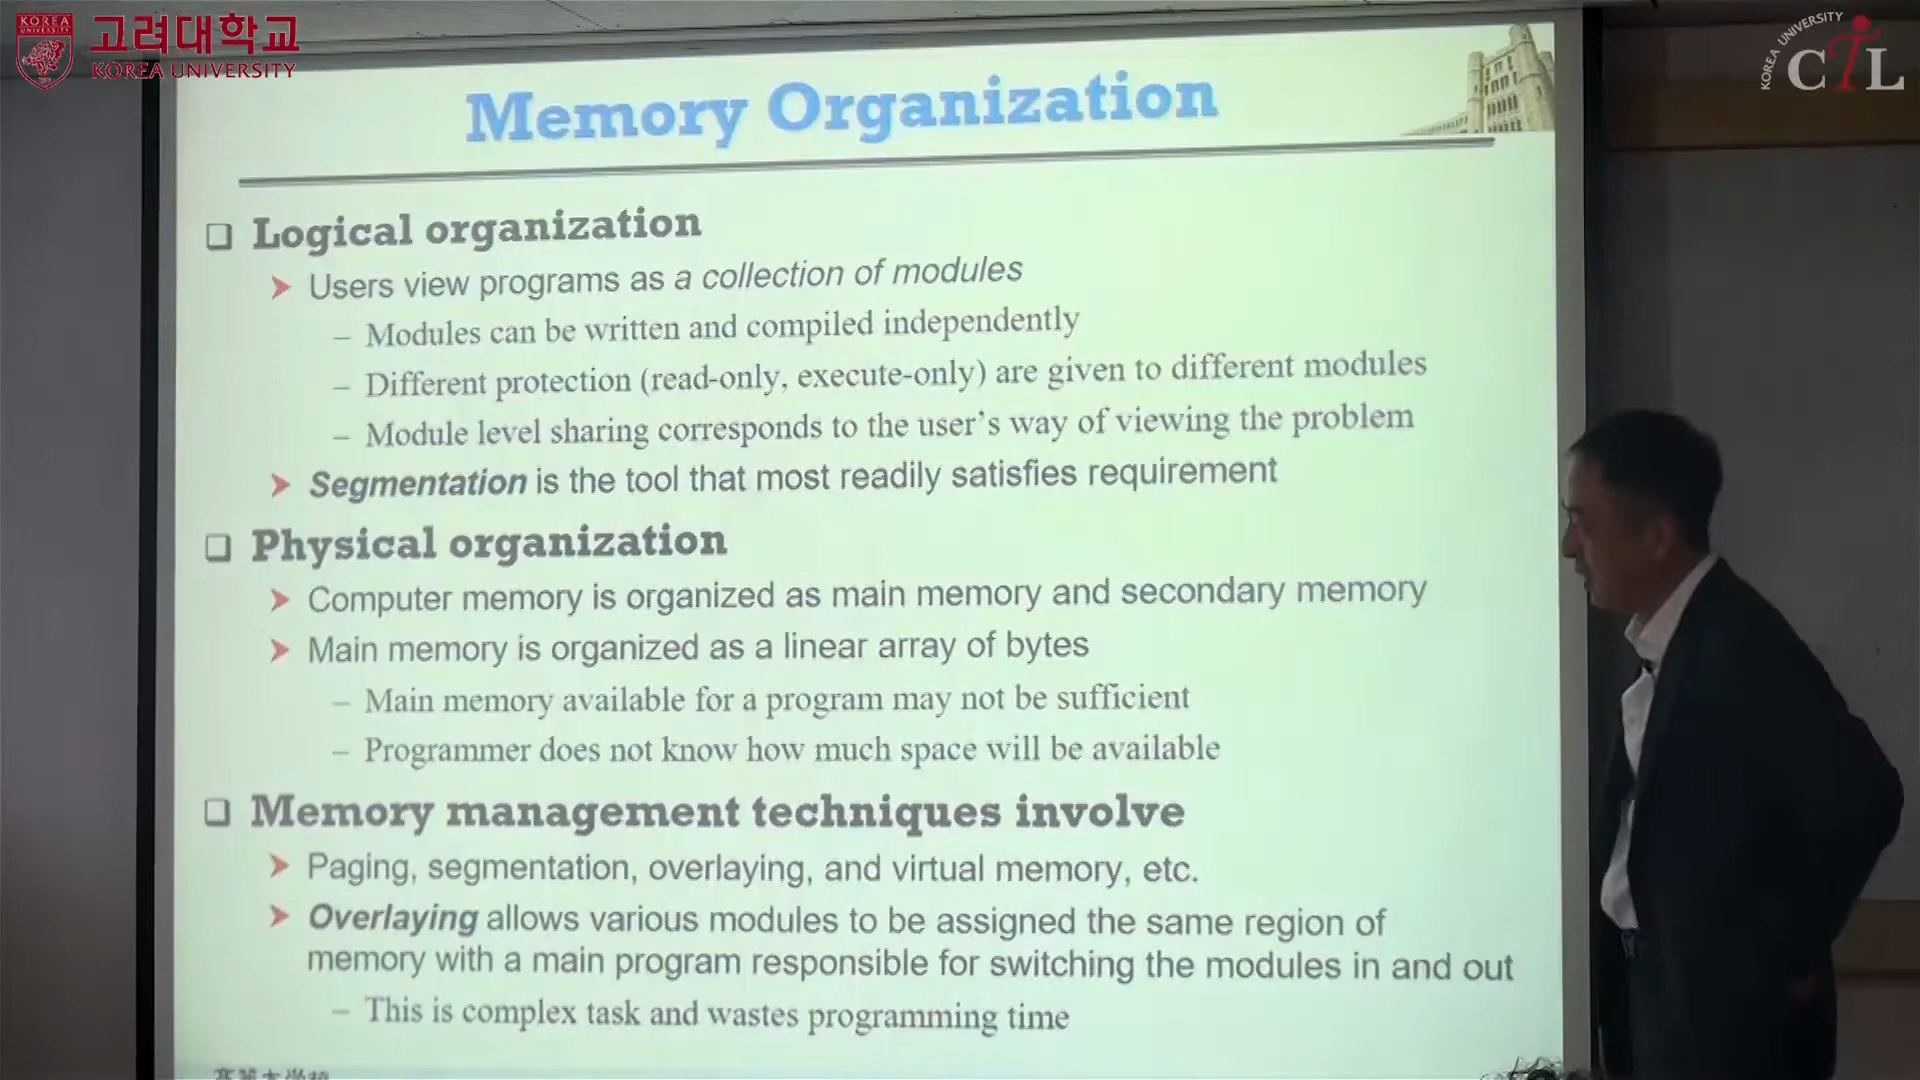 고려대학교
KOREA UNIVERSITY
KOREA UNIVERSITY
KOREA UNIVERSITY
CTL
Memory Organization
❑ Logical organization
➤ Users view programs as a collection of modules
– Modules can be written and compiled independently
– Different protection (read-only, execute-only) are given to different modules
– Module level sharing corresponds to the user's way of viewing the problem
➤ Segmentation is the tool that most readily satisfies requirement
❑ Physical organization
➤ Computer memory is organized as main memory and secondary memory
➤ Main memory is organized as a linear array of bytes
– Main memory available for a program may not be sufficient
– Programmer does not know how much space will be available
❑ Memory management techniques involve
➤ Paging, segmentation, overlaying, and virtual memory, etc.
➤ Overlaying allows various modules to be assigned the same region of
memory with a main program responsible for switching the modules in and out
– This is complex task and wastes programming time